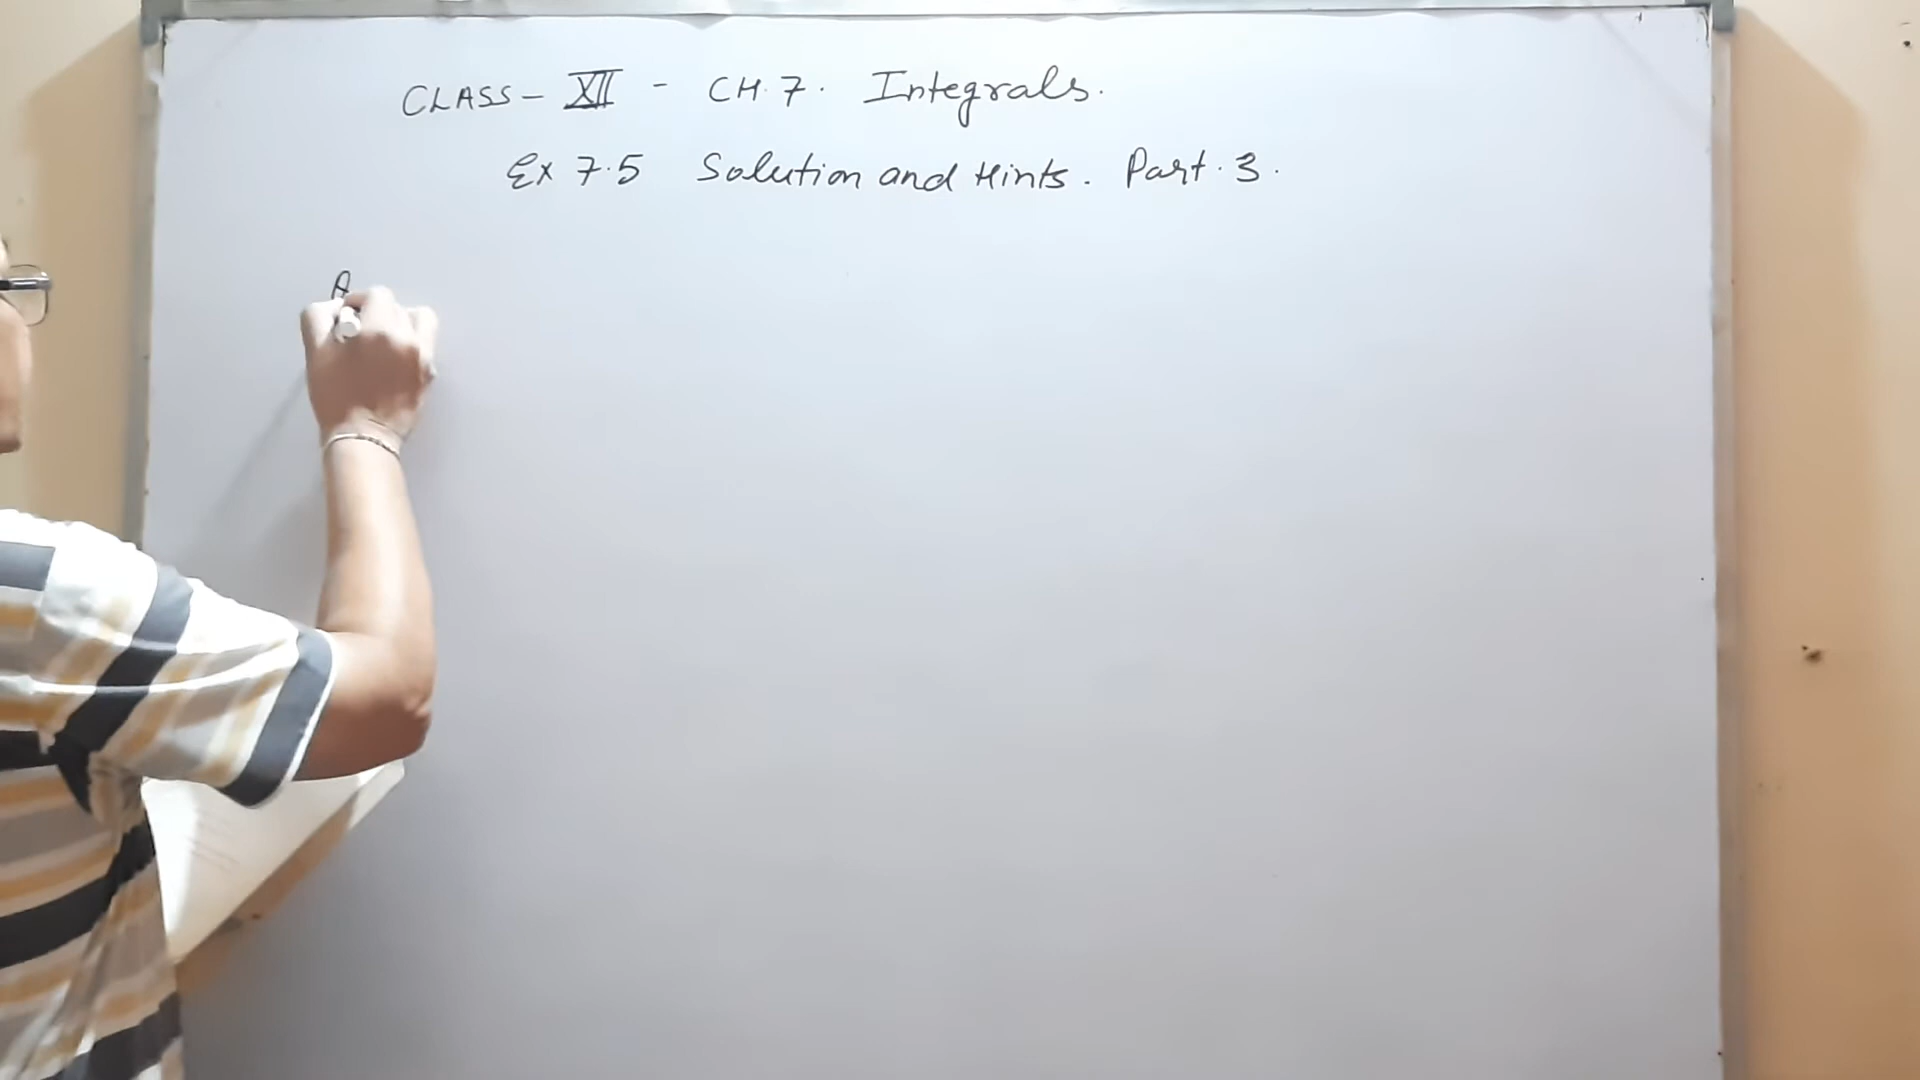 CLASS - XII - CH. 7. Integrals.
Ex 7.5 Solution and Hints. Part. 3.